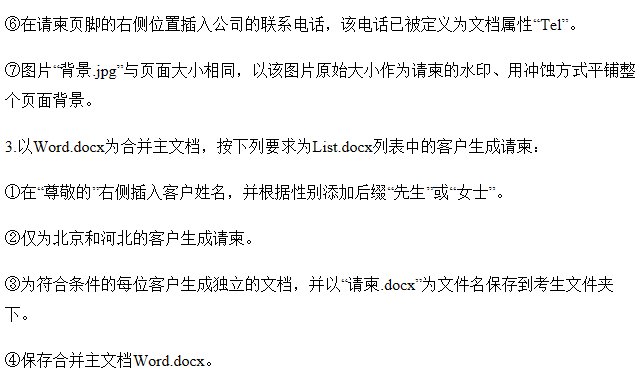 ⑥在请柬页脚的右侧位置插入公司的联系电话，该电话已被定义为文档属性“Tel”。
⑦图片“背景.jpg”与页面大小相同，以该图片原始大小作为请柬的水印、用冲蚀方式平铺整
个页面背景。
3.以Word.docx为合并主文档，按下列要求为List.docx列表中的客户生成请柬：
①在“尊敬的”右侧插入客户姓名，并根据性别添加后缀“先生”或“女士”。
②仅为北京和河北的客户生成请柬。
③为符合条件的每位客户生成独立的文档，并以“请柬.docx”为文件名保存到考生文件夹
下。
④保存合并主文档Word.docx。